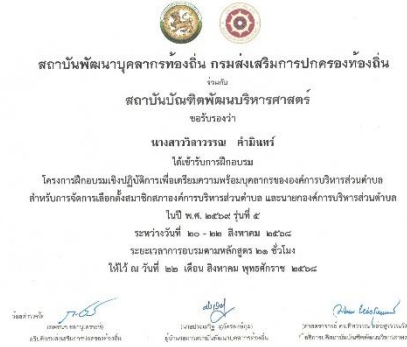 สถาบันพัฒนาบุคลากรท้องถิ่น กรมส่งเสริมการปกครองท้องถิ่น
ร่วมกับ
สถาบันบัณฑิตพัฒนบริหารศาสตร์
ขอรับรองว่า
นางสาววิลาวรรณ คำมินทร์
ได้เข้ารับการฝึกอบรม
โครงการฝึกอบรมเชิงปฏิบัติการเพื่อเตรียมความพร้อมบุคลากรขององค์การบริหารส่วนตำบล
สำหรับการจัดการเลือกตั้งสมาชิกสภาองค์การบริหารส่วนตำบล และนายกองค์การบริหารส่วนตำบล
ในปี พ.ศ. ๒๕๖๙ รุ่นที่ ๕
ระหว่างวันที่ ๒๐ - ๒๒ สิงหาคม ๒๕๖๘
ระยะเวลาการอบรมตามหลักสูตร ๒๑ ชั่วโมง
ให้ไว้ ณ วันที่ ๒๒ เดือน สิงหาคม พุทธศักราช ๒๕๖๘